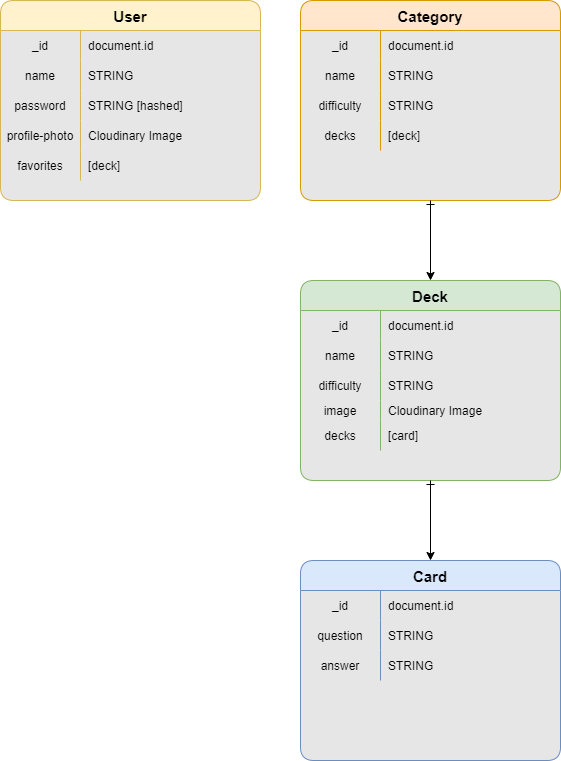 User
_id document.id
name STRING
password STRING [hashed]
profile-photo Cloudinary Image
favorites [deck]
Category
_id document.id
name STRING
difficulty STRING
decks [deck]
Deck
_id document.id
name STRING
difficulty STRING
image Cloudinary Image
decks [card]
Card
_id document.id
question STRING
answer STRING